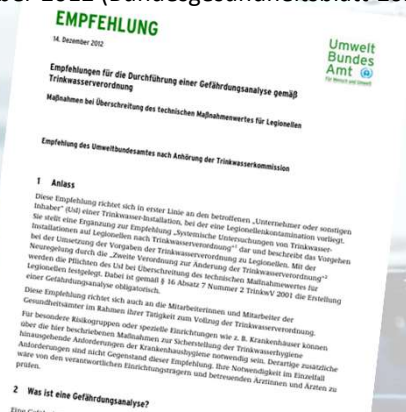 ber 2012 (Bundesgesundheitsblatt 20
EMPFEHLUNG
14. Dezember 2012
Umwelt
Bundes
Amt
Für Mensch und Umwelt
Empfehlungen für die Durchführung einer Gefährdungsanalyse gemäß
Trinkwasserverordnung
Maßnahmen bei Überschreitung des technischen Maßnahmenwertes für Legionellen
Empfehlung des Umweltbundesamtes nach Anhörung der Trinkwasserkommission
1 Anlass
Diese Empfehlung richtet sich in erster Linie an den betroffenen „Unternehmer oder sonstigen
Inhaber“ (UsI) einer Trinkwasser-Installation, bei der eine Legionellenkontamination vorliegt.
Sie stellt eine Ergänzung zur Empfehlung „Systemische Untersuchungen von Trinkwasser-
Installationen auf Legionellen nach Trinkwasserverordnung“¹ dar und beschreibt das Vorgehen
bei der Umsetzung der Vorgaben der Trinkwasserverordnung zu Legionellen. Mit der
Neuregelung durch die „Zweite Verordnung zur Änderung der Trinkwasserverordnung“²
werden die Pflichten des UsI bei Überschreitung des technischen Maßnahmenwertes für
Legionellen festgelegt. Dabei ist gemäß § 16 Absatz 7 Nummer 2 TrinkwV 2001 die Erstellung
einer Gefährdungsanalyse obligatorisch.
Diese Empfehlung richtet sich auch an die Mitarbeiterinnen und Mitarbeiter der
Gesundheitsämter im Rahmen ihrer Tätigkeit zum Vollzug der Trinkwasserverordnung.
Für besondere Risikogruppen oder spezielle Einrichtungen wie z. B. Krankenhäuser können
über die hier beschriebenen Maßnahmen zur Sicherstellung der Trinkwasserhygiene
hinausgehende Anforderungen der Krankenhaushygiene notwendig sein. Derartige zusätzliche
Anforderungen sind nicht Gegenstand dieser Empfehlung. Ihre Notwendigkeit im Einzelfall
wäre von den verantwortlichen Einrichtungsträgern und betreuenden Ärztinnen und Ärzten zu
prüfen.
2 Was ist eine Gefährdungsanalyse?